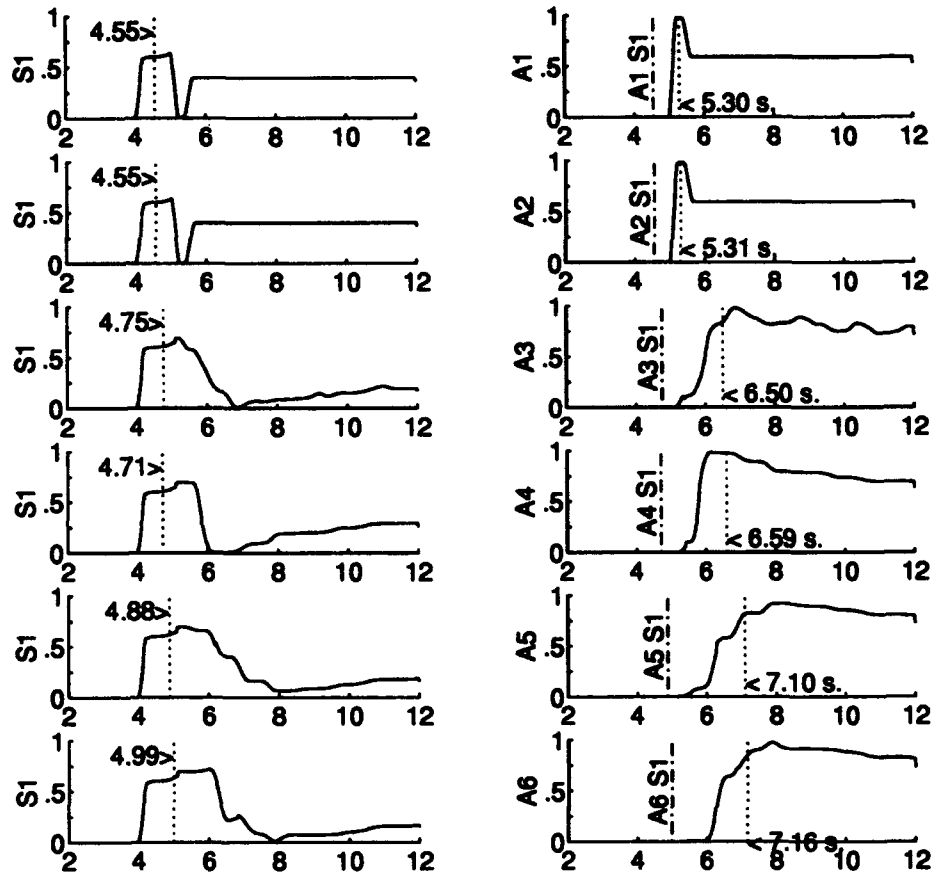 1
4.55>
S1
.5
0
2 4 6 8 10 12
1
A1
.5
0
A1 S1
< 5.30 s.
2 4 6 8 10 12
1
4.55>
S1
.5
0
2 4 6 8 10 12
1
A2
.5
0
A2 S1
< 5.31 s.
2 4 6 8 10 12
1
4.75>
S1
.5
0
2 4 6 8 10 12
1
A3
.5
0
A3 S1
< 6.50 s.
2 4 6 8 10 12
1
4.71>
S1
.5
0
2 4 6 8 10 12
1
A4
.5
0
A4 S1
< 6.59 s.
2 4 6 8 10 12
1
4.88>
S1
.5
0
2 4 6 8 10 12
1
A5
.5
0
A5 S1
< 7.10 s.
2 4 6 8 10 12
1
4.99>
S1
.5
0
2 4 6 8 10 12
1
A6
.5
0
A6 S1
< 7.16 s.
2 4 6 8 10 12